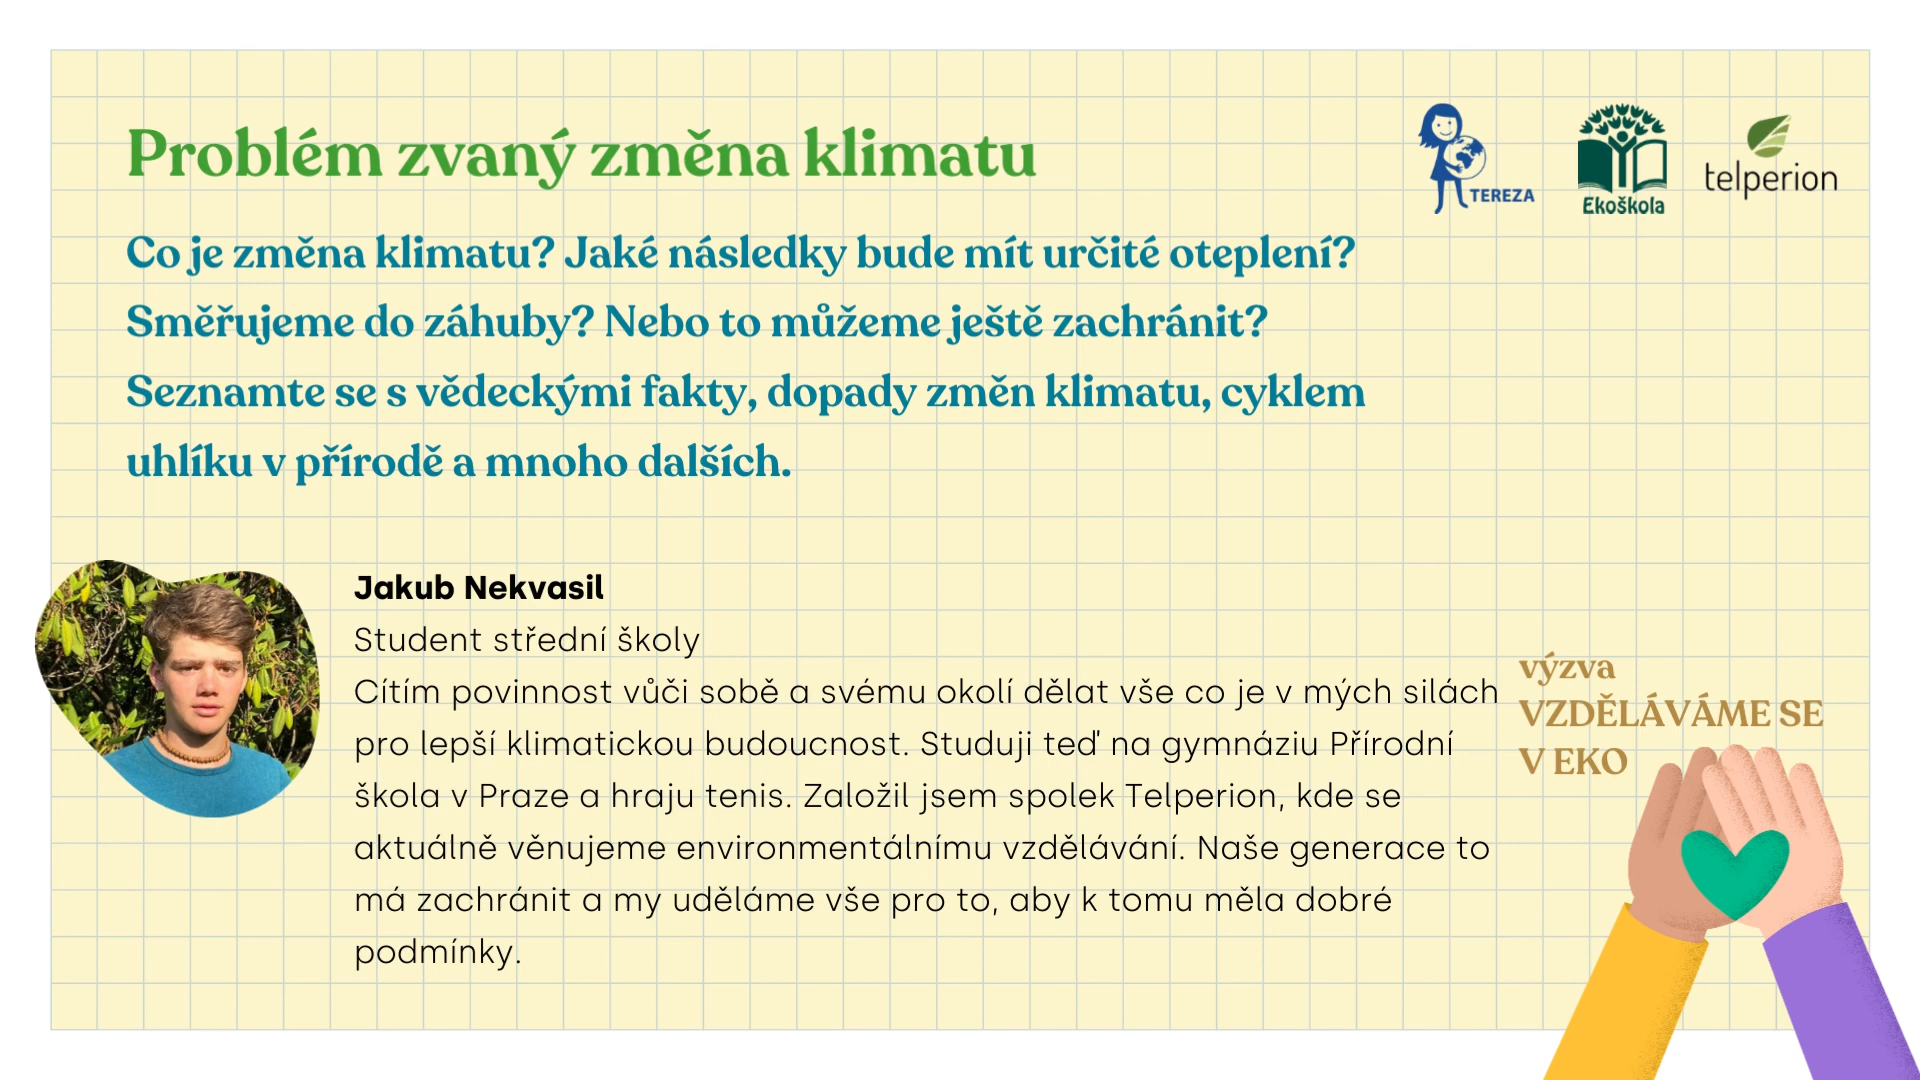 Problém zvaný změna klimatu
TEREZA
Ekoškola
telperion
Co je změna klimatu? Jaké následky bude mít určité oteplení?
Směřujeme do záhuby? Nebo to můžeme ještě zachránit?
Seznamte se s vědeckými fakty, dopady změn klimatu, cyklem
uhlíku v přírodě a mnoho dalších.
Jakub Nekvasil
Student střední školy
Cítím povinnost vůči sobě a svému okolí dělat vše co je v mých silách
pro lepší klimatickou budoucnost. Studuji teď na gymnáziu Přírodní
škola v Praze a hraju tenis. Založil jsem spolek Telperion, kde se
aktuálně věnujeme environmentálnímu vzdělávání. Naše generace to
má zachránit a my uděláme vše pro to, aby k tomu měla dobré
podmínky.
výzva
VZDĚLÁVÁME SE
V EKO